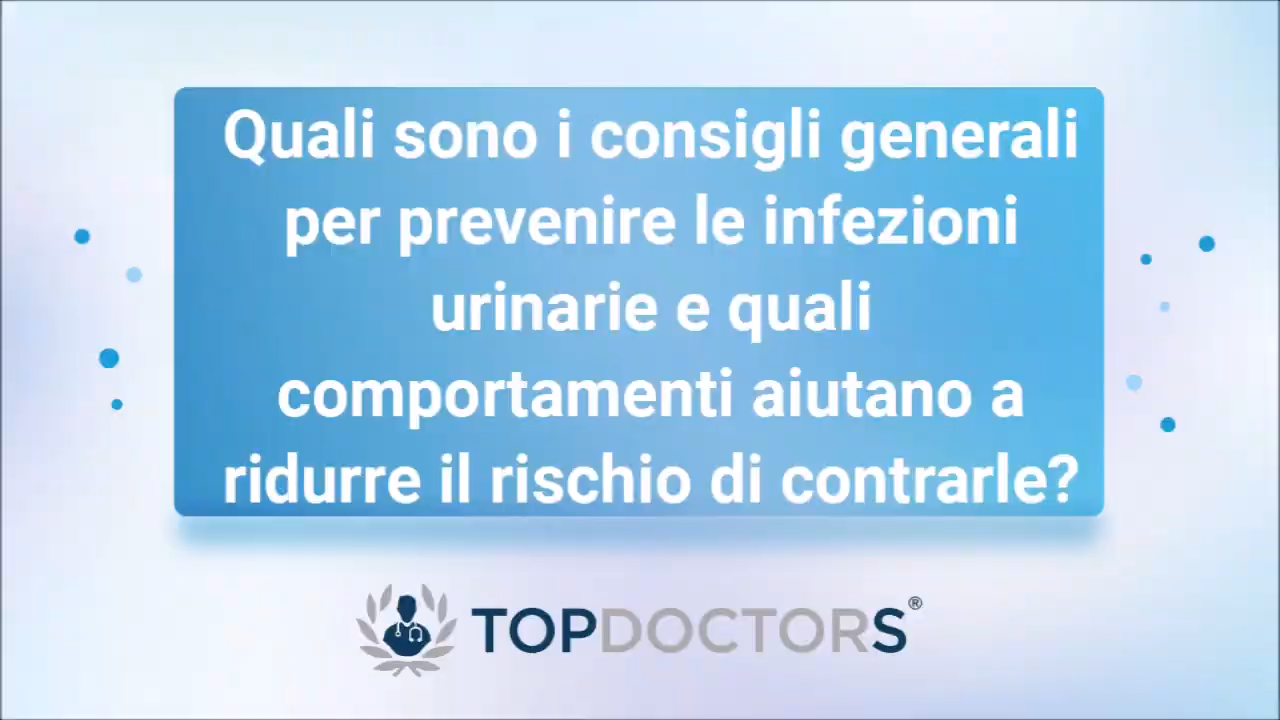 Quali sono i consigli generali
per prevenire le infezioni
urinarie e quali
comportamenti aiutano a
ridurre il rischio di contrarle?
TOPDOCTORS®